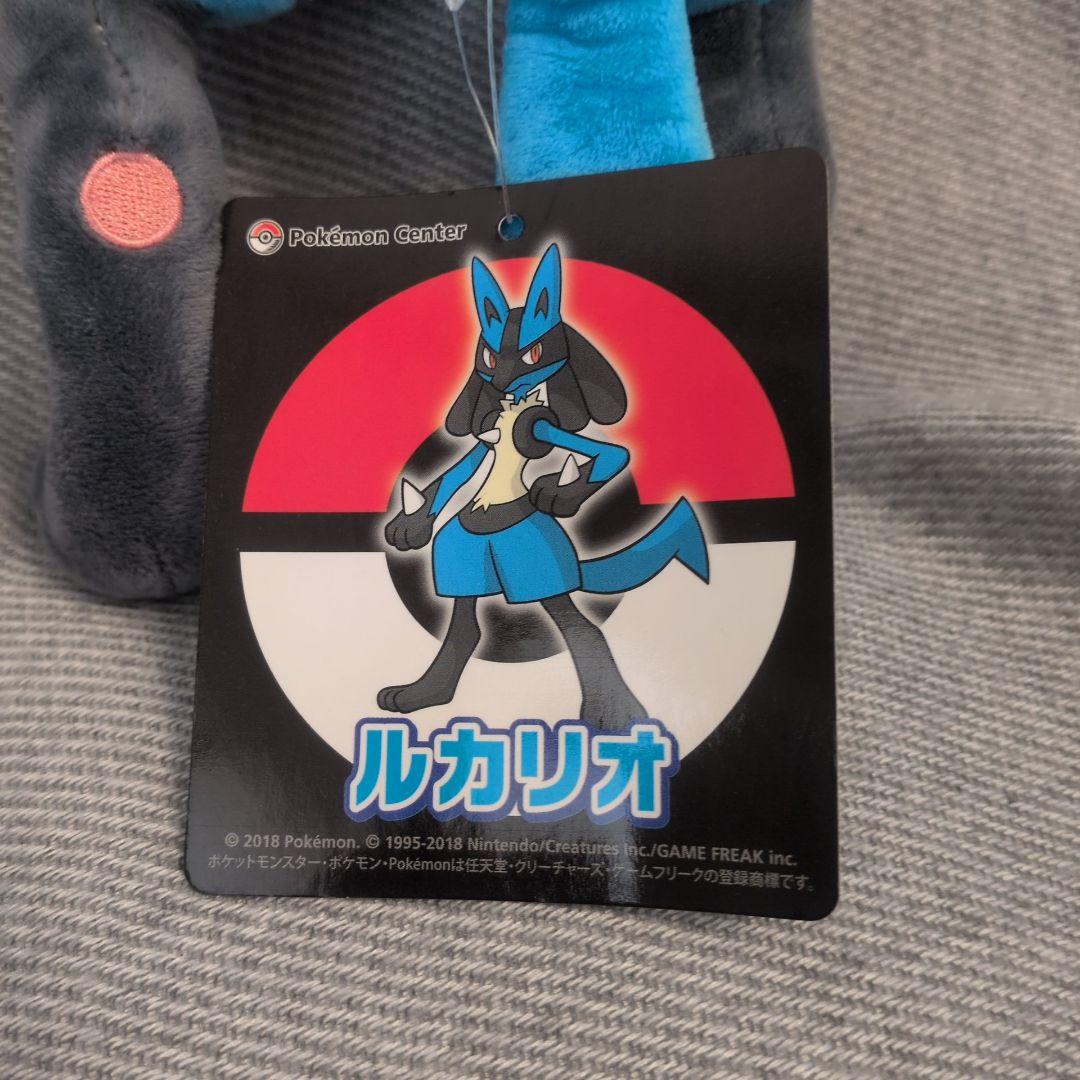 Pokémon Center
ルカリオ
© 2018 Pokémon. © 1995-2018 Nintendo/Creatures Inc./GAME FREAK inc.
ポケットモンスター・ポケモン・Pokémonは任天堂・クリーチャーズ・ゲームフリークの登録商標です。